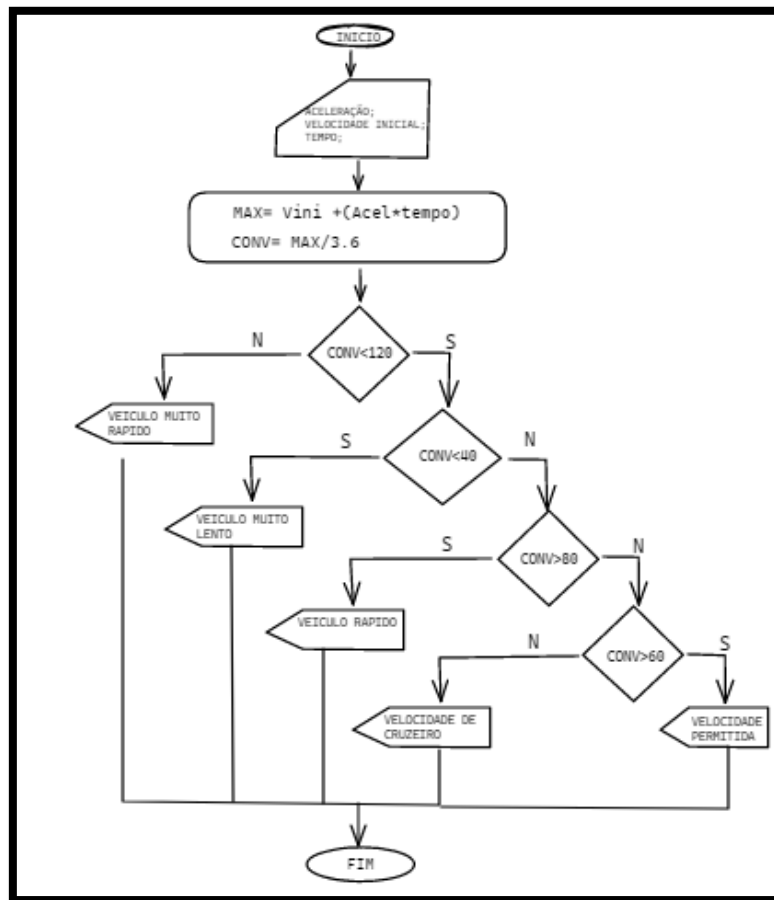 INICIO
ACELERAÇÃO;
VELOCIDADE INICIAL;
TEMPO;
MAX= Vini +(Acel*tempo)
CONV= MAX/3.6
CONV<120
N
S
VEICULO MUITO
RAPIDO
CONV<40
S
N
VEICULO MUITO
LENTO
CONV>80
S
N
VEICULO RAPIDO
CONV>60
N
S
VELOCIDADE DE
CRUZEIRO
VELOCIDADE
PERMITIDA
FIM